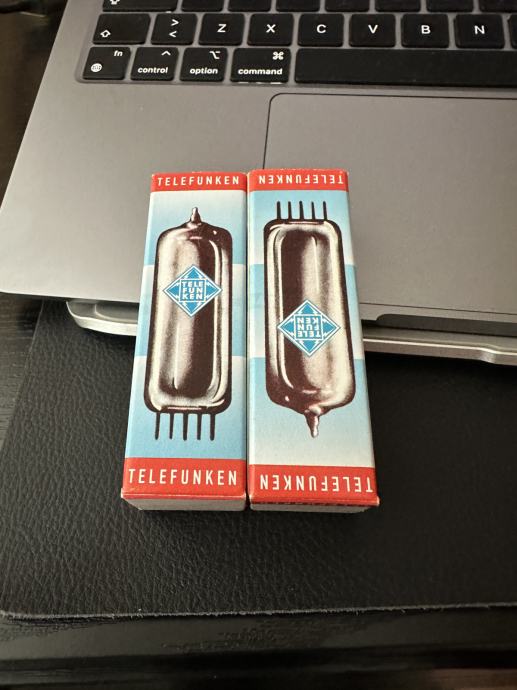 > <
Z X C V B N
fn
control
option
⌘
command
TELEFUNKEN
TELEFUNKEN
TELE
FUN
KEN
TELE
FUN
KEN
TELEFUNKEN
TELEFUNKEN